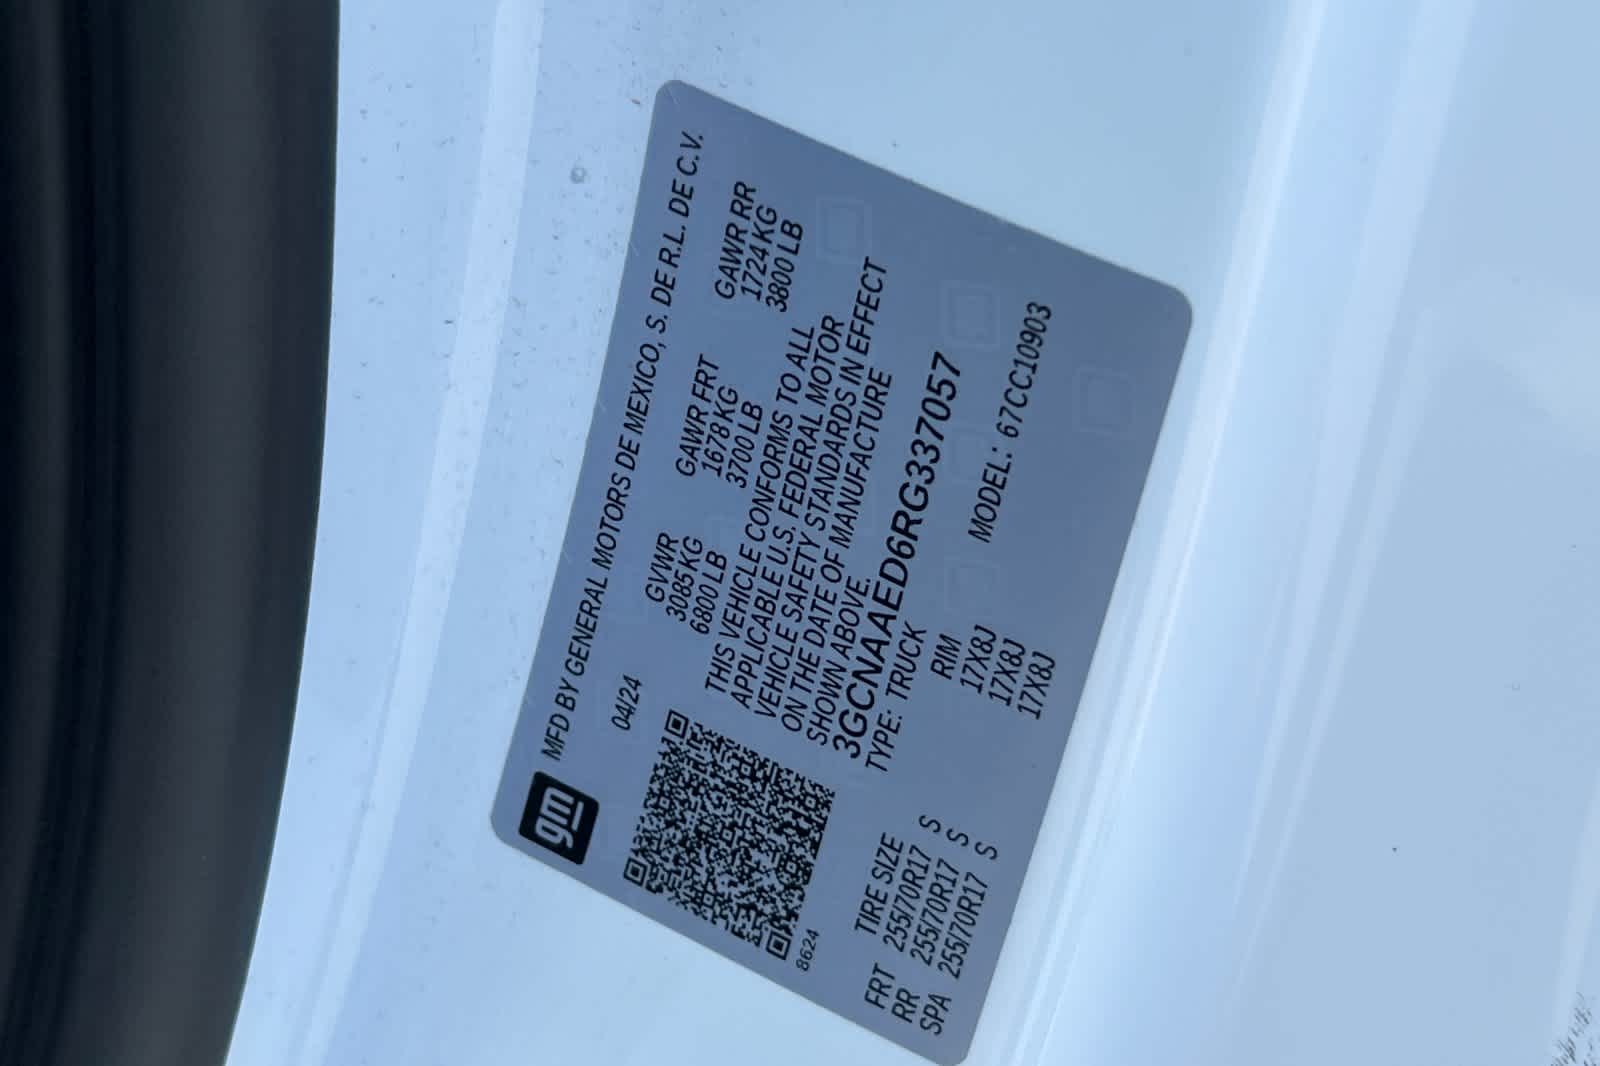 gm
MFD BY GENERAL MOTORS DE MEXICO, S. DE R.L. DE C.V.
04/24
GVWR GAWR FRT GAWR RR
3085 KG 1678 KG 1724 KG
6800 LB 3700 LB 3800 LB
THIS VEHICLE CONFORMS TO ALL
APPLICABLE U.S. FEDERAL MOTOR
VEHICLE SAFETY STANDARDS IN EFFECT
ON THE DATE OF MANUFACTURE
SHOWN ABOVE.
3GCNAAED6RG337057
8624
TYPE: TRUCK MODEL: 67CC10903
TIRE SIZE RIM
FRT 255/70R17 S 17X8J
RR 255/70R17 S 17X8J
SPA 255/70R17 S 17X8J